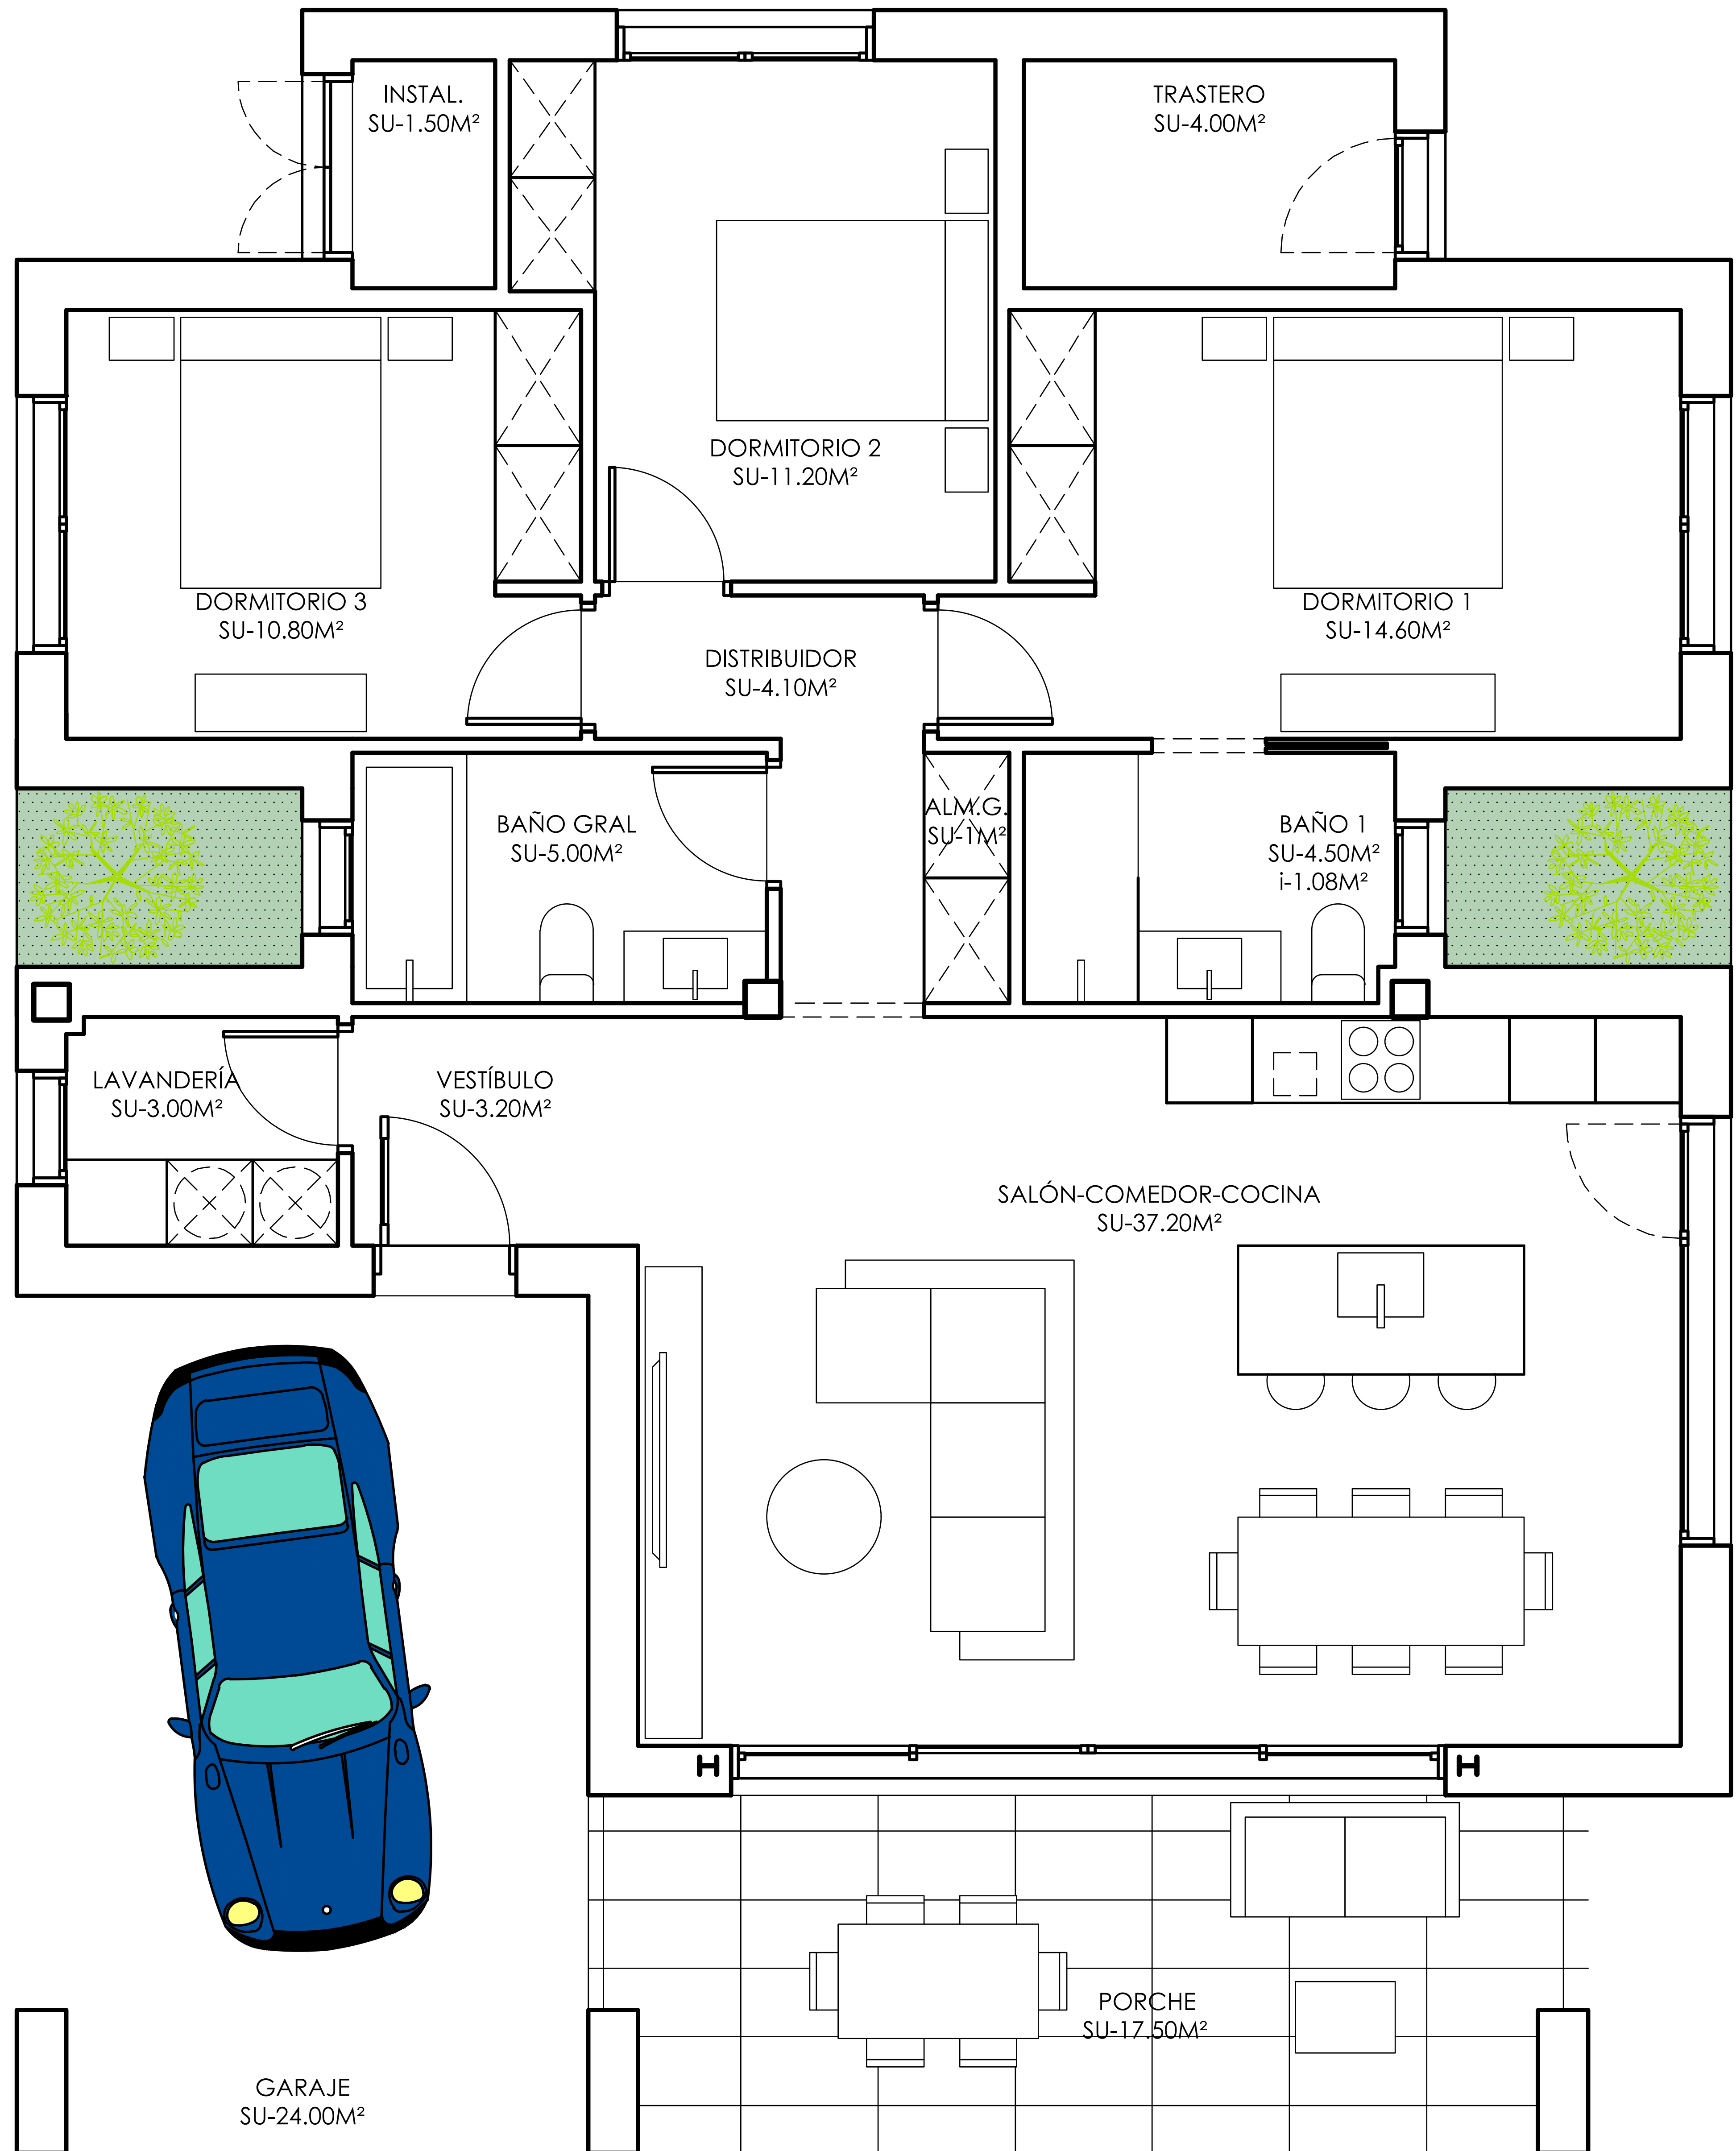 INSTAL.
SU-1.50M²
TRASTERO
SU-4.00M²
DORMITORIO 2
SU-11.20M²
DORMITORIO 3
SU-10.80M²
DORMITORIO 1
SU-14.60M²
DISTRIBUIDOR
SU-4.10M²
BAÑO GRAL
SU-5.00M²
ALM.G.
SU-1M²
BAÑO 1
SU-4.50M²
i-1.08M²
LAVANDERÍA
SU-3.00M²
VESTÍBULO
SU-3.20M²
SALÓN-COMEDOR-COCINA
SU-37.20M²
PORCHE
SU-17.50M²
GARAJE
SU-24.00M²